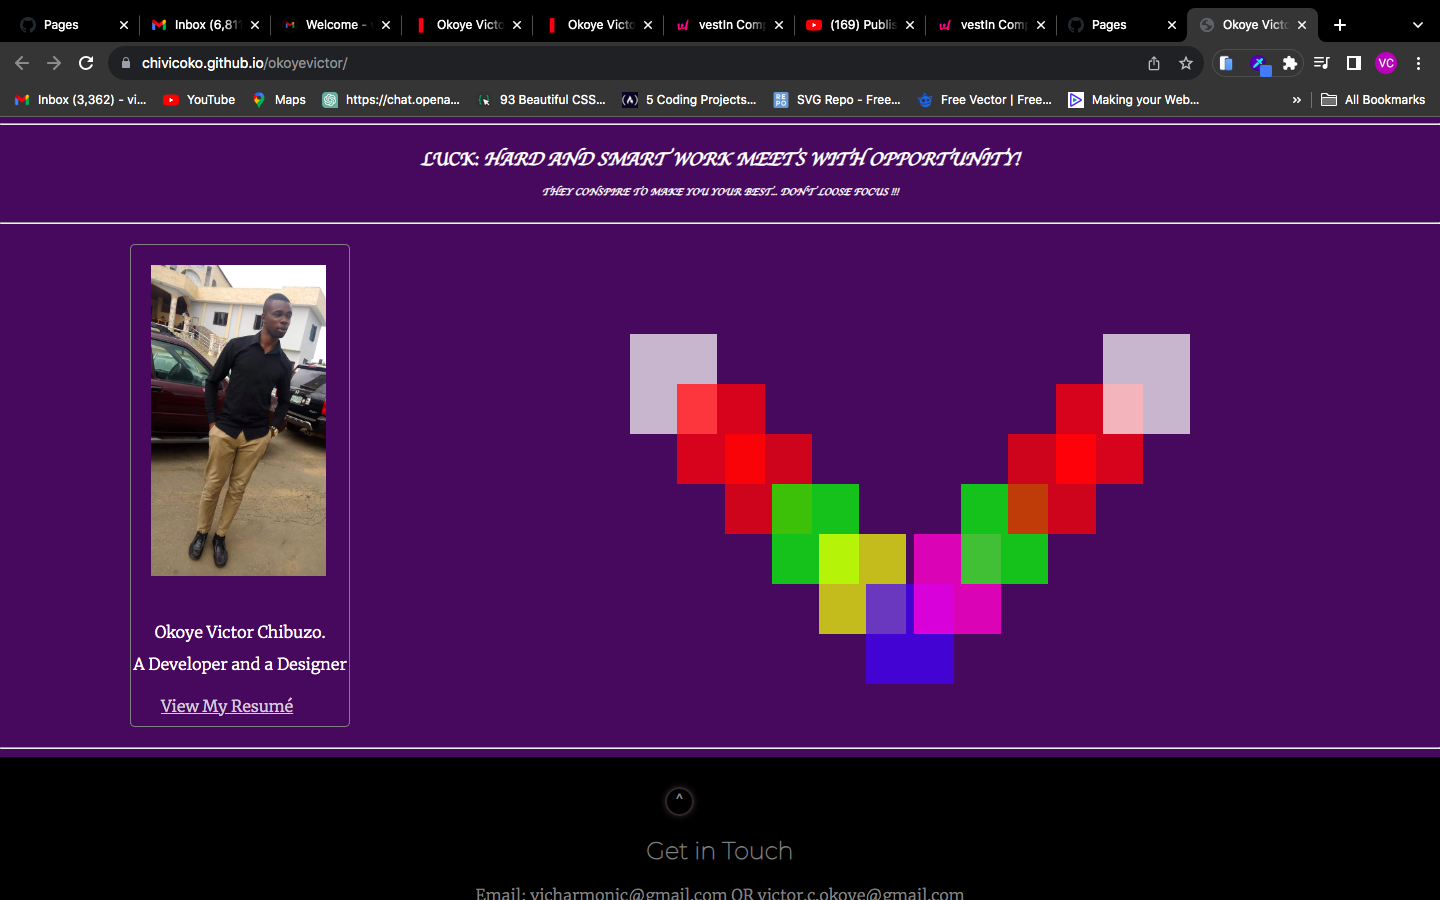 Pages
Inbox (6,811
Welcome -
Okoye Victo
Okoye Victo
vestIn Comp
(169) Publis
vestIn Com
Pages
Okoye Victo
chivicoko.github.io/okoyevictor/
VC
Inbox (3,362) - vi...
YouTube
Maps
https://chat.opena...
93 Beautiful CSS...
5 Coding Projects...
SVG Repo - Free...
Free Vector | Free...
Making your Web...
»
All Bookmarks
LUCK: HARD AND SMART WORK MEETS WITH OPPORTUNITY!
THEY CONSPIRE TO MAKE YOU YOUR BEST... DON'T LOOSE FOCUS !!!
Okoye Victor Chibuzo.
A Developer and a Designer
View My Resumé
^
Get in Touch
Email: vicharmonic@gmail.com OR victor.c.okoye@gmail.com